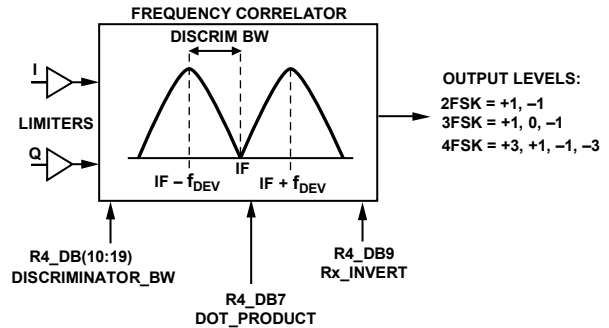 FREQUENCY CORRELATOR
DISCRIM BW
I
LIMITERS
Q
IF
IF – fDEV
IF + fDEV
OUTPUT LEVELS:
2FSK = +1, –1
3FSK = +1, 0, –1
4FSK = +3, +1, –1, –3
R4_DB(10:19)
DISCRIMINATOR_BW
R4_DB7
DOT_PRODUCT
R4_DB9
Rx_INVERT